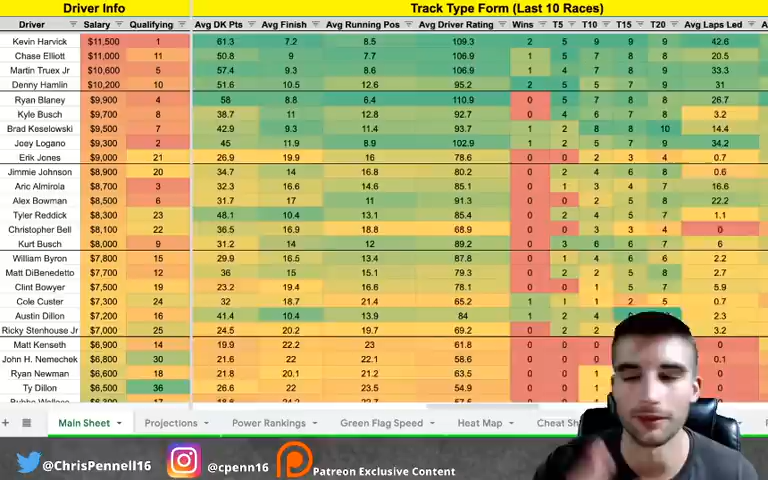 Driver Info Track Type Form (Last 10 Races)
Driver Salary Qualifying Avg DK Pts Avg Finish Avg Running Pos Avg Driver Rating Wins T5 T10 T15 T20 Avg Laps Led
Kevin Harvick $11,500 1 61.3 7.2 8.5 109.3 2 5 9 9 9 42.6
Chase Elliott $11,000 11 50.8 9 7.7 106.9 1 5 7 8 8 20.5
Martin Truex Jr $10,600 5 57.4 9.3 8.6 106.9 1 4 7 8 8 33.3
Denny Hamlin $10,200 10 51.6 10.5 12.6 95.2 2 5 5 7 8 31
Ryan Blaney $9,900 4 58 8.8 6.4 110.9 0 5 7 8 8 26.7
Kyle Busch $9,700 8 38.7 11 12.8 92.7 0 4 6 7 8 3.2
Brad Keselowski $9,500 7 42.9 9.3 11.4 93.7 1 2 8 8 10 14.4
Joey Logano $9,300 2 45 11.9 8.9 102.9 1 2 5 7 9 34.2
Erik Jones $9,000 21 26.9 19.9 16 78.6 0 0 2 3 4 0.7
Jimmie Johnson $8,900 20 34.7 14 16.8 80.2 0 2 4 6 8 0.6
Aric Almirola $8,700 3 32.3 16.6 14.6 85.1 0 1 3 4 7 16.6
Alex Bowman $8,500 6 31.7 17 11 91.3 0 2 2 5 8 22.2
Tyler Reddick $8,300 23 48.1 10.4 13.1 85.4 0 2 4 5 7 1.1
Christopher Bell $8,100 22 36.5 16.9 18.8 68.9 0 1 3 3 4 0
Kurt Busch $8,000 9 31.2 14 12 89.2 0 3 6 6 7 6
William Byron $7,800 15 29.9 16.5 13.4 87.8 0 1 4 6 6 2.2
Matt DiBenedetto $7,700 12 36 15 15.1 79.3 0 2 2 5 8 2.7
Clint Bowyer $7,500 19 23.2 19.4 16 81.6 0 0 1 5 7 5.9
Cole Custer $7,300 24 32 18.7 21.4 65.2 1 1 1 2 5 0.7
Austin Dillon $7,200 16 41.4 10.4 13.9 84 1 2 2.3
Ricky Stenhouse Jr $7,000 25 24.5 20.2 19.7 69.2 0 2 2 3.2
Matt Kenseth $6,900 14 19.9 22.2 23 61.8 0 0 0 0
John H. Nemechek $6,800 30 21.6 22 22.1 58.6 0 0 0 0.1
Ryan Newman $6,600 18 21.8 20.1 21.2 63.3 0 0 1 0
Ty Dillon $6,500 36 26.6 22 23.5 54.9 0 0 1 0
Bubba Wallace $6,300 17
+ Main Sheet Projections Power Rankings Green Flag Speed Heat Map Cheat
@ChrisPennell16 @cpenn16 Patreon Exclusive Content